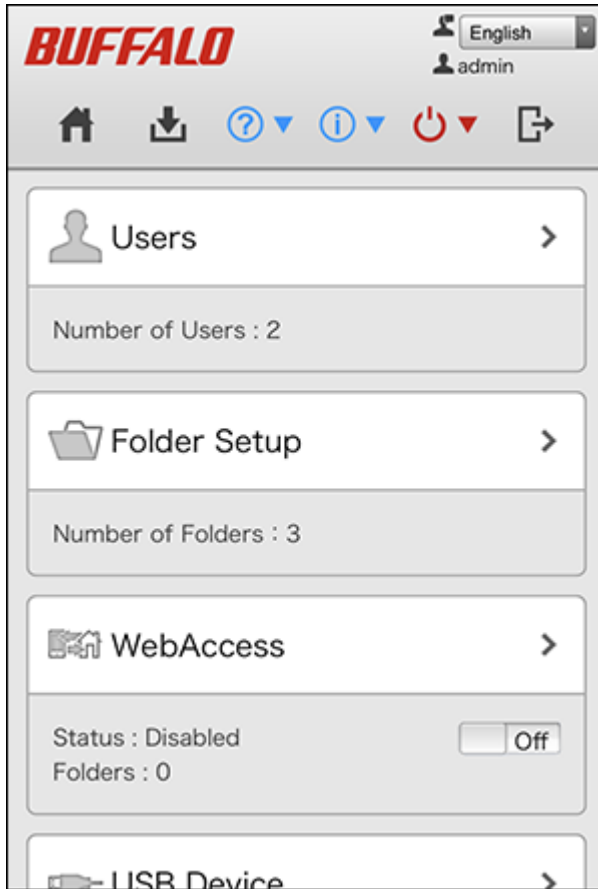 BUFFALO
English
admin
Users
Number of Users : 2
Folder Setup
Number of Folders : 3
WebAccess
Status : Disabled
Off
Folders : 0
USB Device